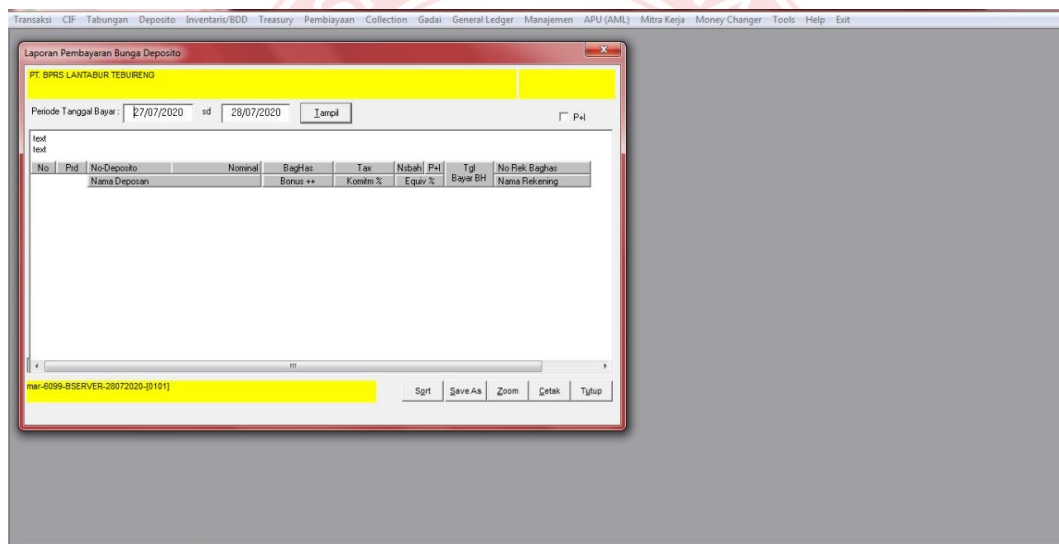 Transaksi CIF Tabungan Deposito Inventaris/BDD Treasury Pembiayaan Collection Gadai General Ledger Manajemen APU (AML) Mitra Kerja Money Changer Tools Help Exit
Laporan Pembayaran Bunga Deposito
PT. BPRS LANTABUR TEBUIRENG
Periode Tanggal Bayar : 27/07/2020 sd 28/07/2020 Tampil
P+I
text
text
No Prd No-Deposito Nominal BagHas Tax Nsbah P+I Tgl Bayar BH No Rek Baghas
Nama Deposan Bonus ++ Komitm % Equiv % Nama Rekening
mar-6099-BSERVER-28072020-[0101]
Sort Save As Zoom Cetak Tutup